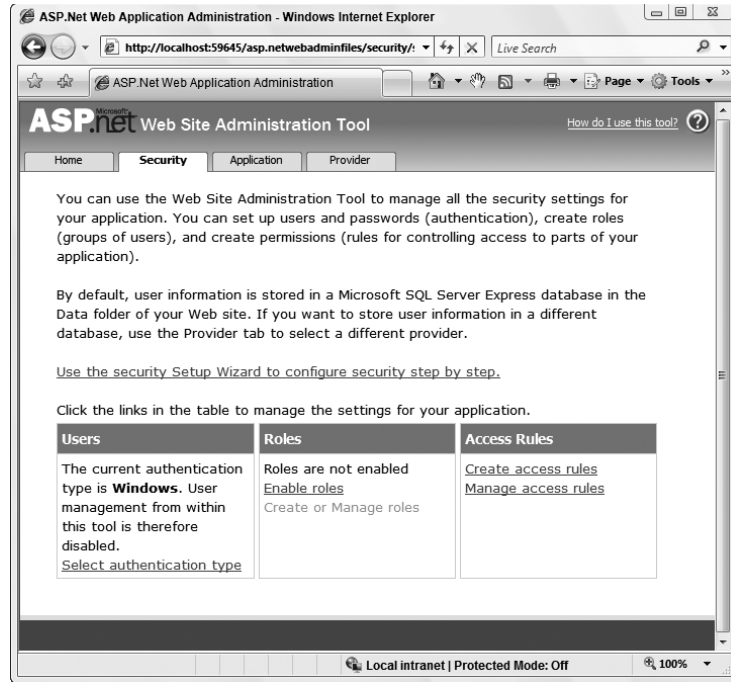 ASP.Net Web Application Administration - Windows Internet Explorer
http://localhost:59645/asp.netwebadminfiles/security/
Live Search
ASP.Net Web Application Administration
Page
Tools
»
Microsoft
ASP.net Web Site Administration Tool
How do I use this tool?
?
Home
Security
Application
Provider
You can use the Web Site Administration Tool to manage all the security settings for
your application. You can set up users and passwords (authentication), create roles
(groups of users), and create permissions (rules for controlling access to parts of your
application).
By default, user information is stored in a Microsoft SQL Server Express database in the
Data folder of your Web site. If you want to store user information in a different
database, use the Provider tab to select a different provider.
Use the security Setup Wizard to configure security step by step.
Click the links in the table to manage the settings for your application.
Users
The current authentication
type is Windows. User
management from within
this tool is therefore
disabled.
Select authentication type
Roles
Roles are not enabled
Enable roles
Create or Manage roles
Access Rules
Create access rules
Manage access rules
Local intranet | Protected Mode: Off
100%